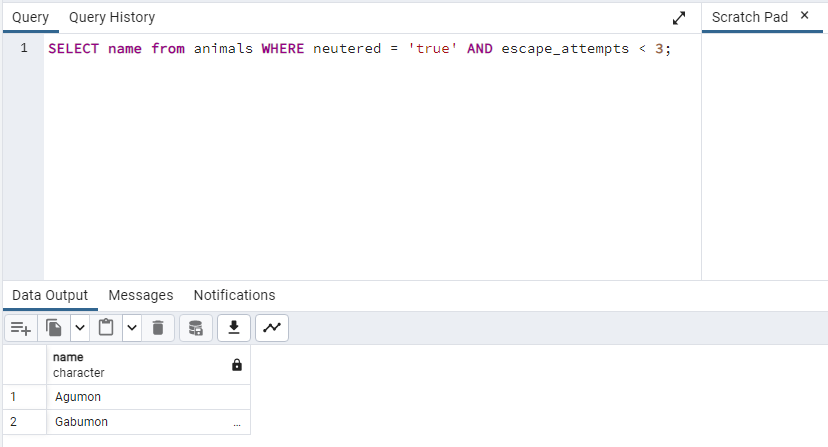 Query Query History Scratch Pad ×
1 SELECT name from animals WHERE neutered = 'true' AND escape_attempts < 3;
Data Output Messages Notifications
name
character
1 Agumon
2 Gabumon ...